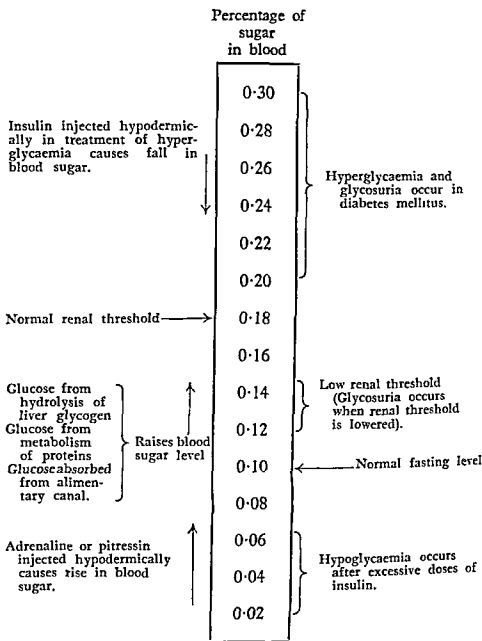 Percentage of
sugar
in blood
0·30
0·28
0·26
0·24
0·22
0·20
0·18
0·16
0·14
0·12
0·10
0·08
0·06
0·04
0·02
Insulin injected hypodermic-
ally in treatment of hyper-
glycaemia causes fall in
blood sugar.
Hyperglycaemia and
glycosuria occur in
diabetes mellitus.
Normal renal threshold
Glucose from
hydrolysis of
liver glycogen
Glucose from
metabolism
of proteins
Glucose absorbed
from alimen-
tary canal.
Raises blood
sugar level
Low renal threshold
(Glycosuria occurs
when renal threshold
is lowered).
Normal fasting level
Adrenaline or pitressin
injected hypodermically
causes rise in blood
sugar.
Hypoglycaemia occurs
after excessive doses of
insulin.